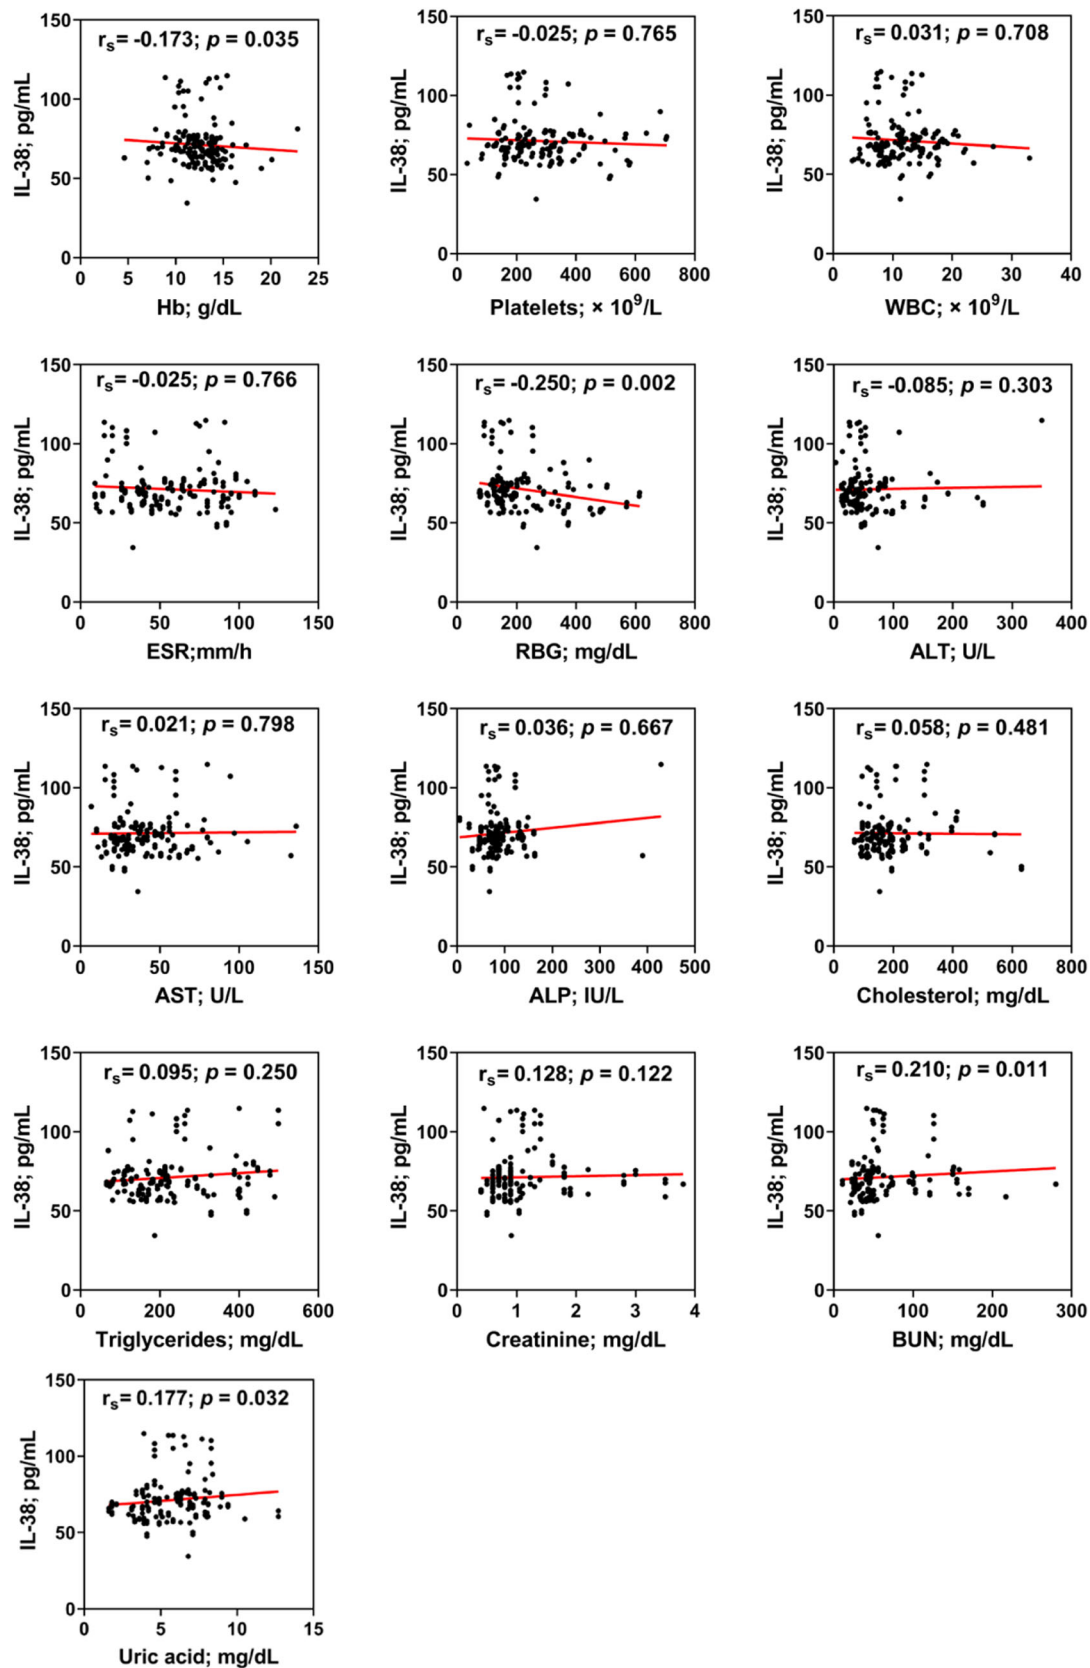 rs= -0.173; p = 0.035
IL-38; pg/mL
150
100
50
0
0 5 10 15 20 25
Hb; g/dL
rs= -0.025; p = 0.765
IL-38; pg/mL
150
100
50
0
0 200 400 600 800
Platelets; × 10⁹/L
rs= 0.031; p = 0.708
IL-38; pg/mL
150
100
50
0
0 10 20 30 40
WBC; × 10⁹/L
rs= -0.025; p = 0.766
IL-38; pg/mL
150
100
50
0
0 50 100 150
ESR;mm/h
rs= -0.250; p = 0.002
IL-38; pg/mL
150
100
50
0
0 200 400 600 800
RBG; mg/dL
rs= -0.085; p = 0.303
IL-38; pg/mL
150
100
50
0
0 100 200 300 400
ALT; U/L
rs= 0.021; p = 0.798
IL-38; pg/mL
150
100
50
0
0 50 100 150
AST; U/L
rs= 0.036; p = 0.667
IL-38; pg/mL
150
100
50
0
0 100 200 300 400 500
ALP; IU/L
rs= 0.058; p = 0.481
IL-38; pg/mL
150
100
50
0
0 200 400 600 800
Cholesterol; mg/dL
rs= 0.095; p = 0.250
IL-38; pg/mL
150
100
50
0
0 200 400 600
Triglycerides; mg/dL
rs= 0.128; p = 0.122
IL-38; pg/mL
150
100
50
0
0 1 2 3 4
Creatinine; mg/dL
rs= 0.210; p = 0.011
IL-38; pg/mL
150
100
50
0
0 100 200 300
BUN; mg/dL
rs= 0.177; p = 0.032
IL-38; pg/mL
150
100
50
0
0 5 10 15
Uric acid; mg/dL